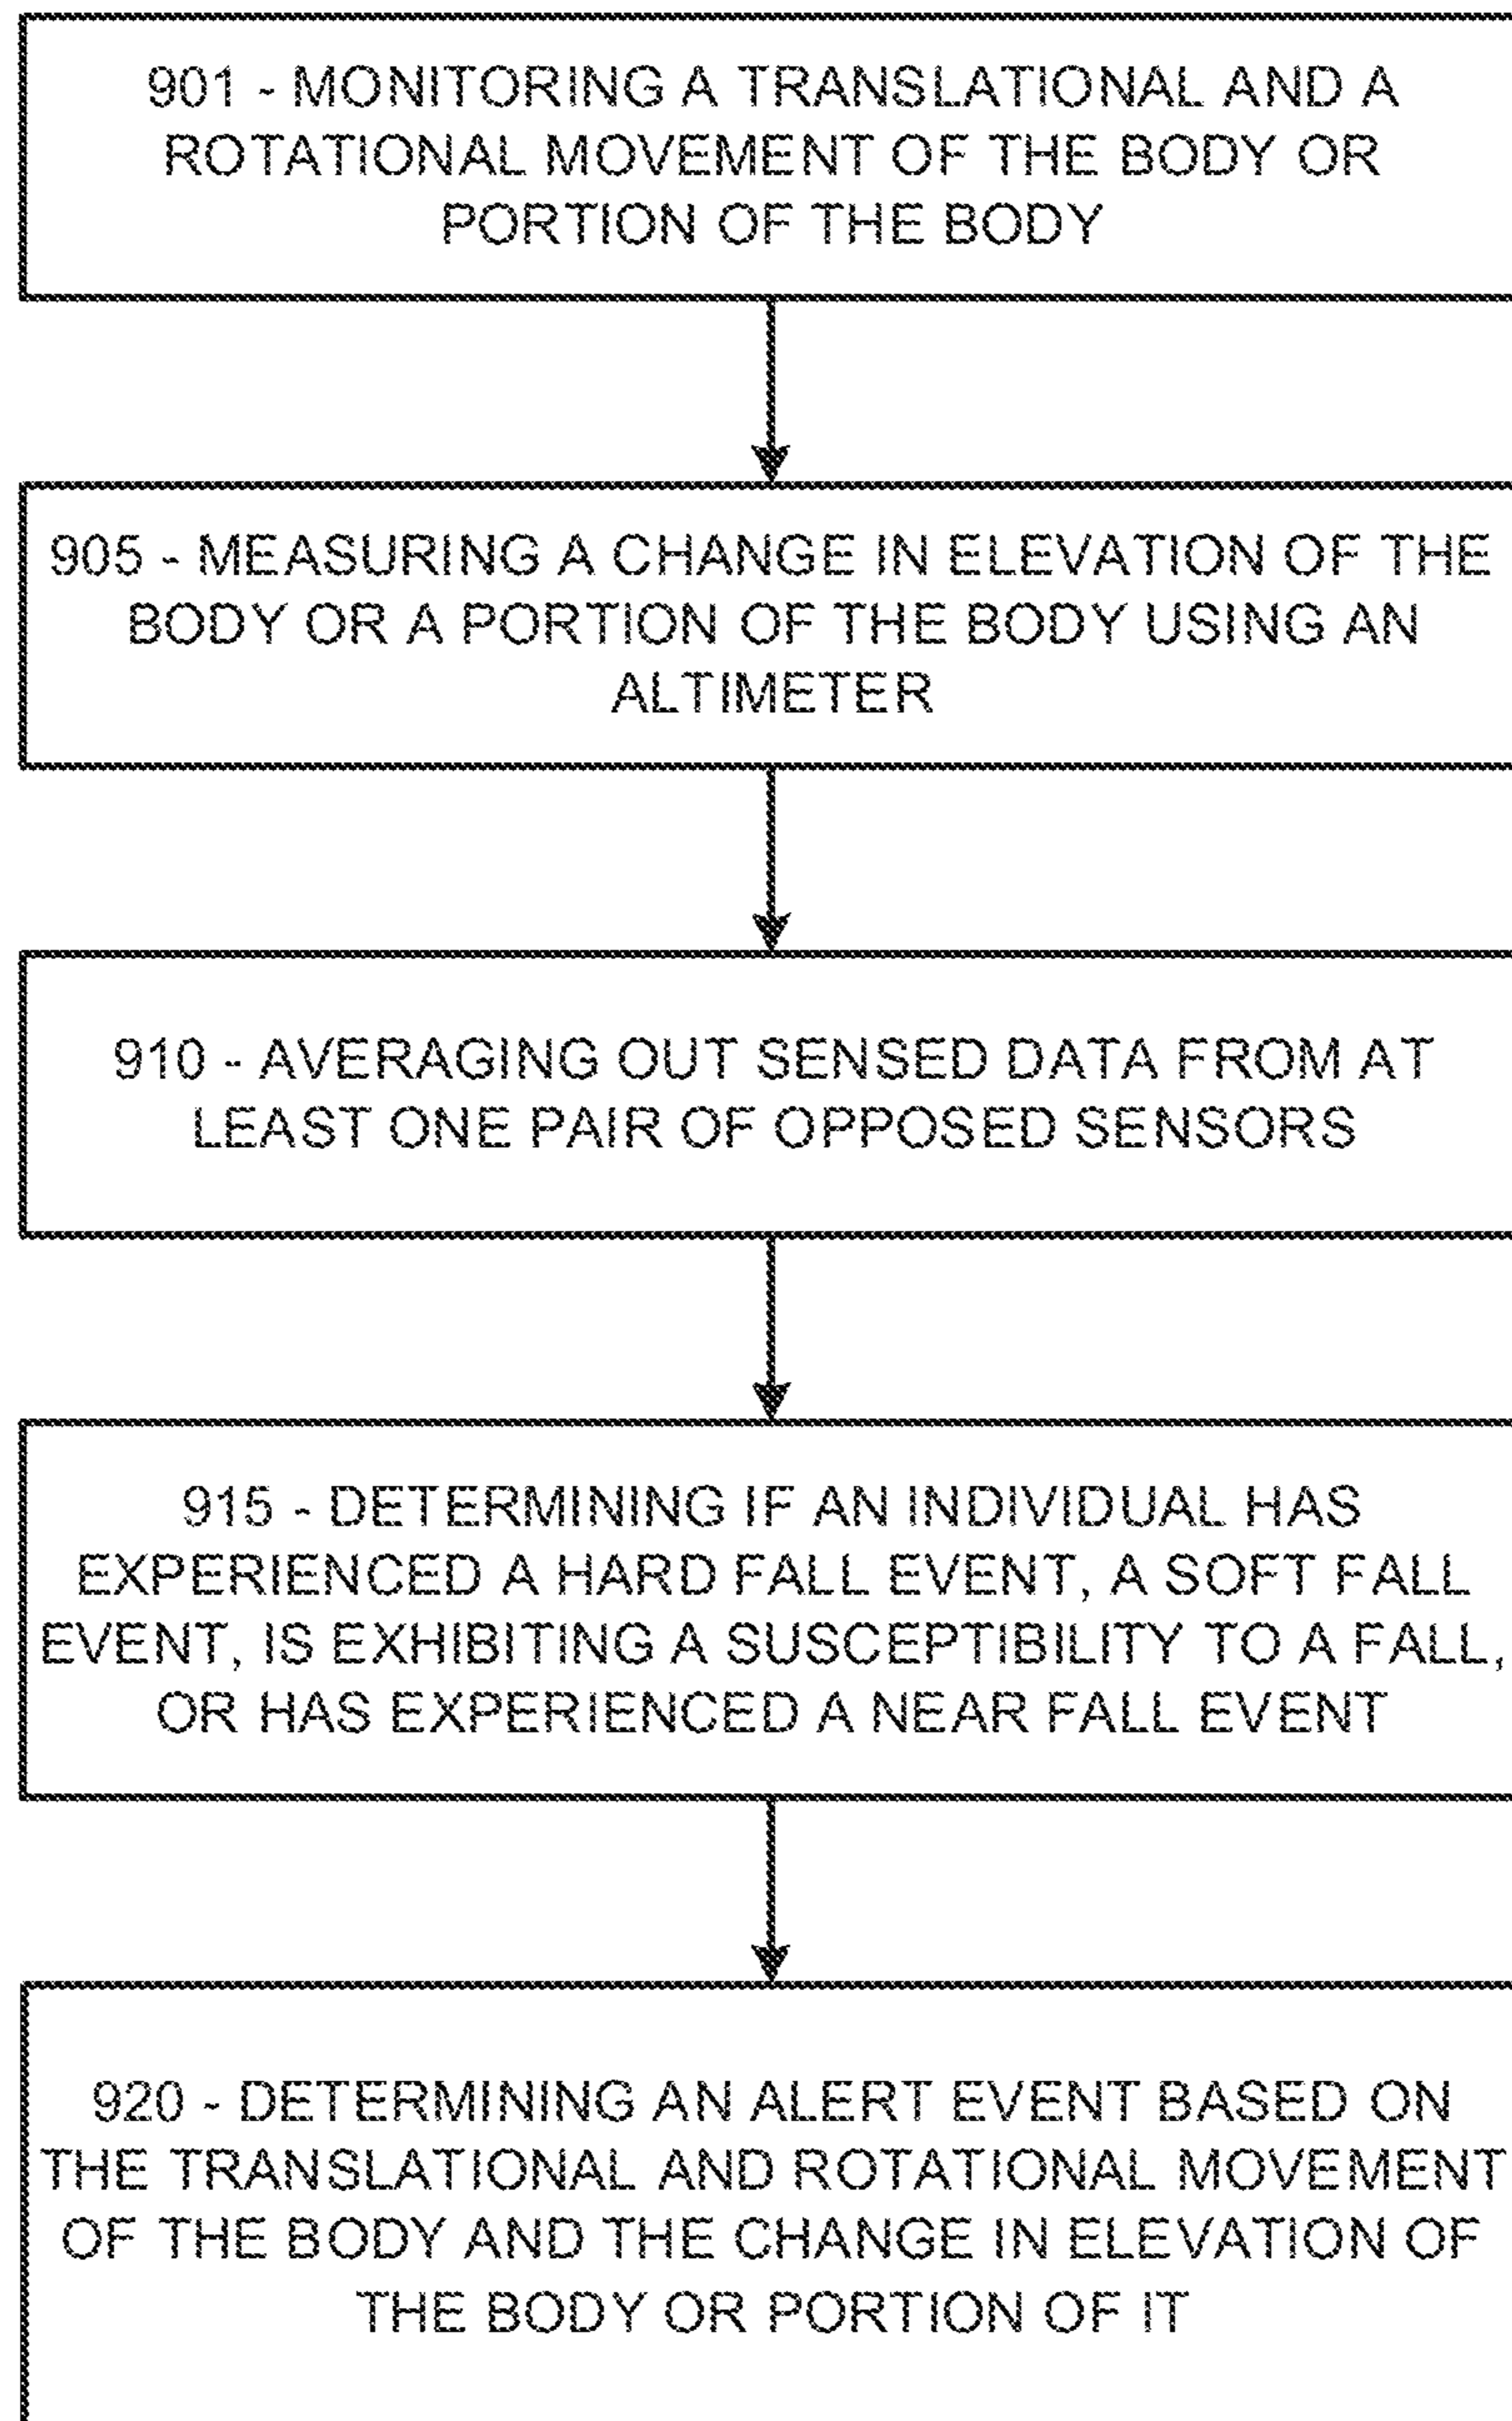 901 - MONITORING A TRANSLATIONAL AND A
ROTATIONAL MOVEMENT OF THE BODY OR
PORTION OF THE BODY
905 - MEASURING A CHANGE IN ELEVATION OF THE
BODY OR A PORTION OF THE BODY USING AN
ALTIMETER
910 - AVERAGING OUT SENSED DATA FROM AT
LEAST ONE PAIR OF OPPOSED SENSORS
915 - DETERMINING IF AN INDIVIDUAL HAS
EXPERIENCED A HARD FALL EVENT, A SOFT FALL
EVENT, IS EXHIBITING A SUSCEPTIBILITY TO A FALL,
OR HAS EXPERIENCED A NEAR FALL EVENT
920 - DETERMINING AN ALERT EVENT BASED ON
THE TRANSLATIONAL AND ROTATIONAL MOVEMENT
OF THE BODY AND THE CHANGE IN ELEVATION OF
THE BODY OR PORTION OF IT